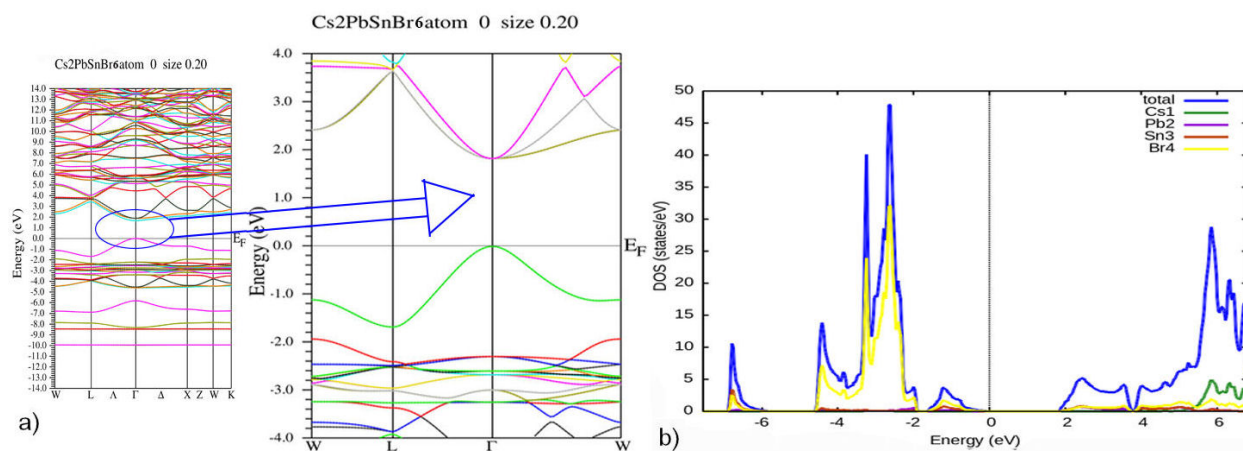 Cs2PbSnBr6atom 0 size 0.20
14.0
13.0
12.0
11.0
10.0
9.0
8.0
7.0
6.0
5.0
4.0
3.0
2.0
1.0
0.0
-1.0
-2.0
-3.0
-4.0
-5.0
-6.0
-7.0
-8.0
-9.0
-10.0
-11.0
-12.0
-13.0
-14.0
Energy (eV)
E_F
W L Λ Γ Δ X Z W K
a)
Cs2PbSnBr6atom 0 size 0.20
4.0
3.0
2.0
1.0
0.0
-1.0
-2.0
-3.0
-4.0
Energy (eV)
E_F
W L Γ W
50
45
40
35
30
25
20
15
10
5
0
DOS (states/eV)
total
Cs1
Pb2
Sn3
Br4
-6 -4 -2 0 2 4 6
Energy (eV)
b)